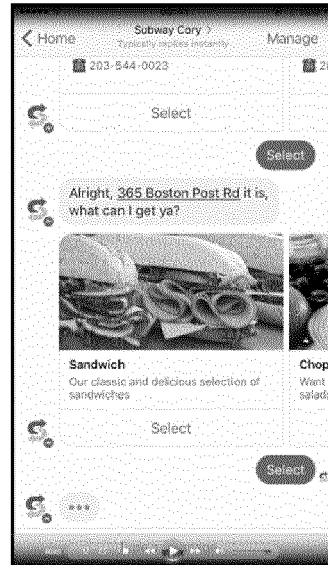 Home
Subway Cory >
Typically replies instantly
Manage
203-544-0023
Select
Select
Alright, 365 Boston Post Rd it is,
what can I get ya?
Sandwich
Our classic and delicious selection of
sandwiches
Chop
Want
salads
Select
Select